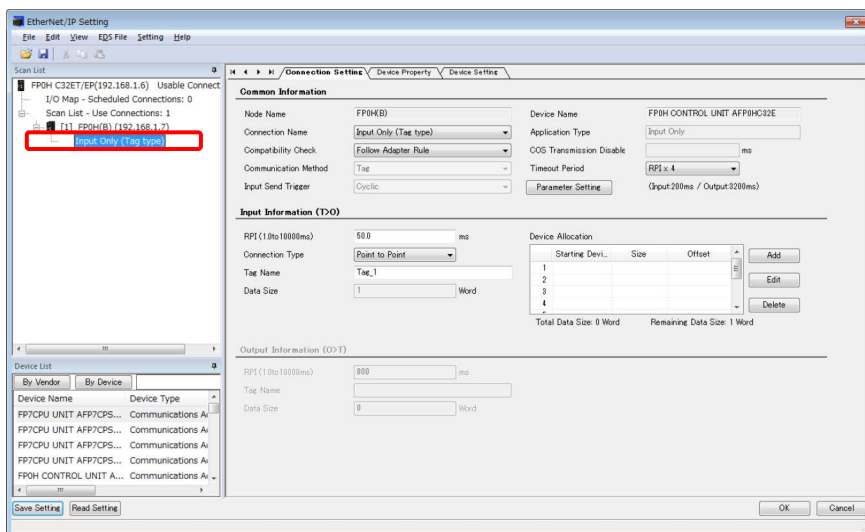 EtherNet/IP Setting
File Edit View EDS File Setting Help
Scan List
FP0H C32ET/EP(192.168.1.6) Usable Connect
I/O Map - Scheduled Connections: 0
Scan List - Use Connections: 1
[1] FP0H(B) (192.168.1.7)
Input Only (Tag type)
Device List
By Vendor By Device
Device Name Device Type
FP7CPU UNIT AFP7CPS... Communications A
FP7CPU UNIT AFP7CPS... Communications A
FP7CPU UNIT AFP7CPS... Communications A
FP7CPU UNIT AFP7CPS... Communications A
FP0H CONTROL UNIT A... Communications A
Connection Setting Device Property Device Setting
Common Information
Node Name FP0H(B) Device Name FP0H CONTROL UNIT AFP0HC32E
Connection Name Input Only (Tag type) Application Type Input Only
Compatibility Check Follow Adapter Rule COS Transmission Disable ms
Communication Method Tag Timeout Period RPI x 4
Input Send Trigger Cyclic Parameter Setting (Input:200ms / Output:3200ms)
Input Information (T>O)
RPI (1.0to10000ms) 50.0 ms Device Allocation
Connection Type Point to Point
Tag Name Tag_1
Data Size 1 Word
Starting Devi... Size Offset Add
1
2 Edit
3
4 Delete
Total Data Size: 0 Word Remaining Data Size: 1 Word
Output Information (O>T)
RPI (1.0to10000ms) 800 ms
Tag Name
Data Size 0 Word
Save Setting Read Setting OK Cancel